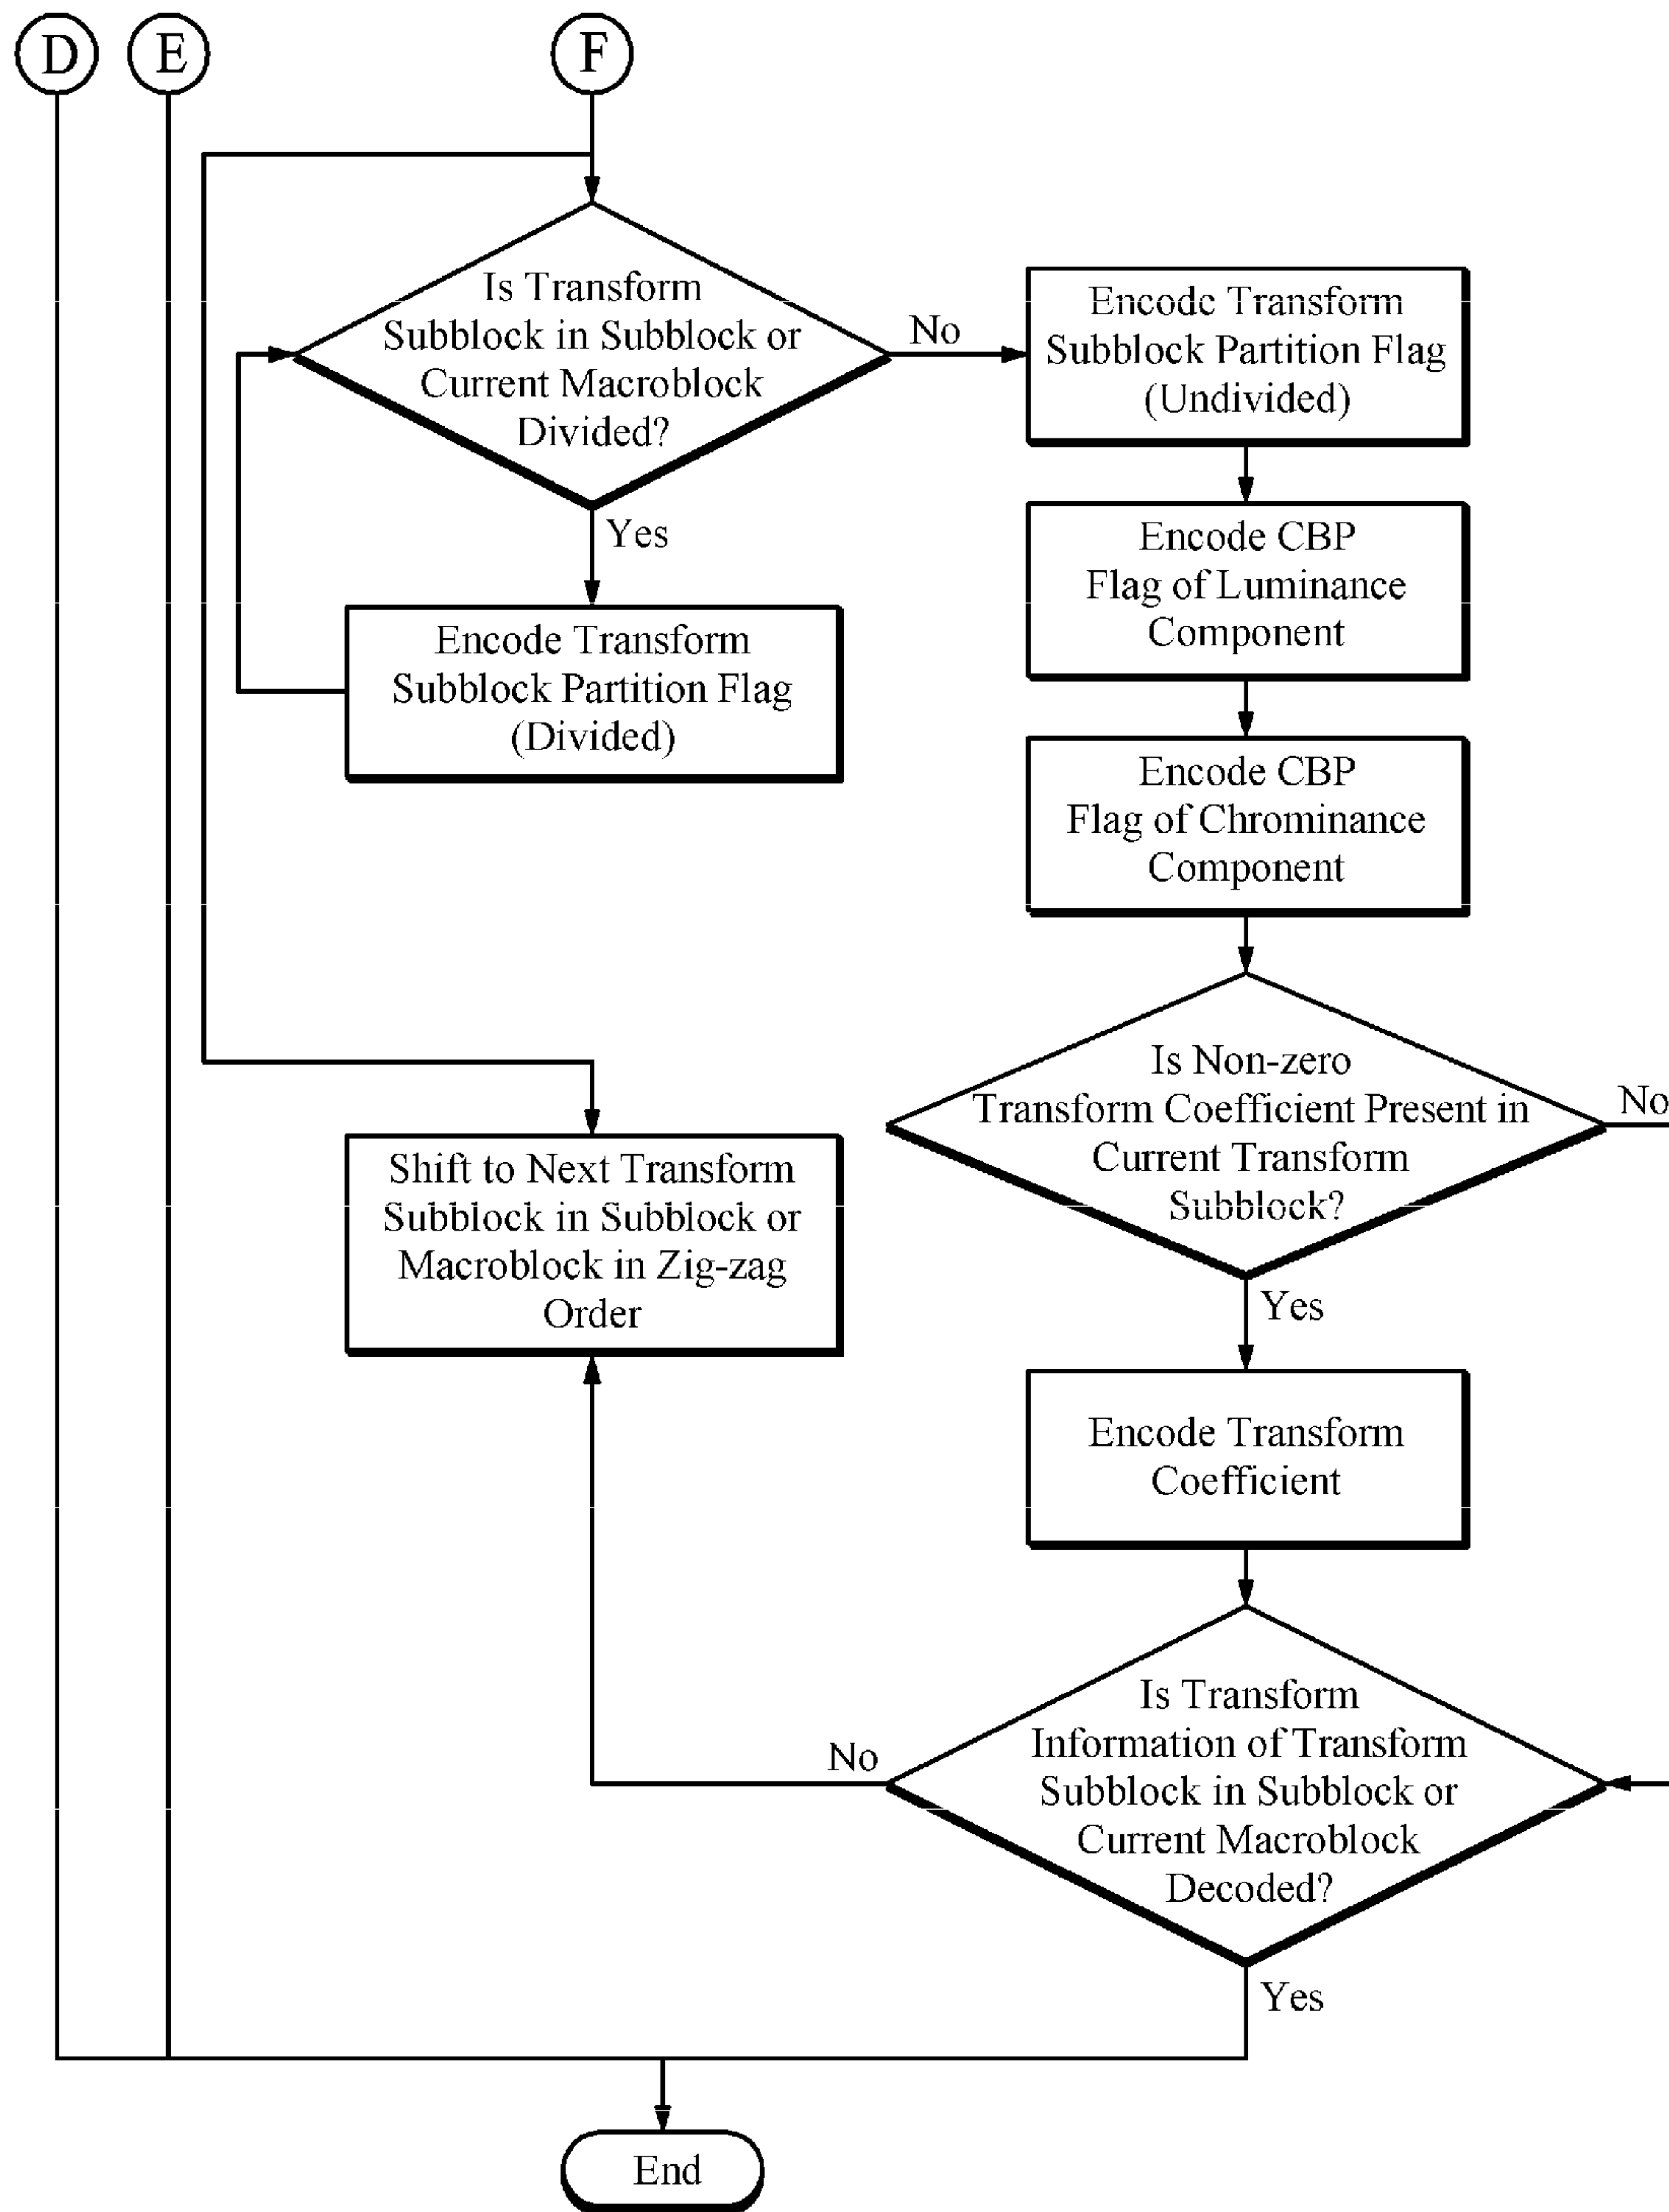 D
E
F
Is Transform
Subblock in Subblock or
Current Macroblock
Divided?
No
Encode Transform
Subblock Partition Flag
(Undivided)
Yes
Encode CBP
Flag of Luminance
Component
Encode Transform
Subblock Partition Flag
(Divided)
Encode CBP
Flag of Chrominance
Component
Is Non-zero
Transform Coefficient Present in
Current Transform
Subblock?
No
Shift to Next Transform
Subblock in Subblock or
Macroblock in Zig-zag
Order
Yes
Encode Transform
Coefficient
Is Transform
Information of Transform
Subblock in Subblock or
Current Macroblock
Decoded?
No
Yes
End